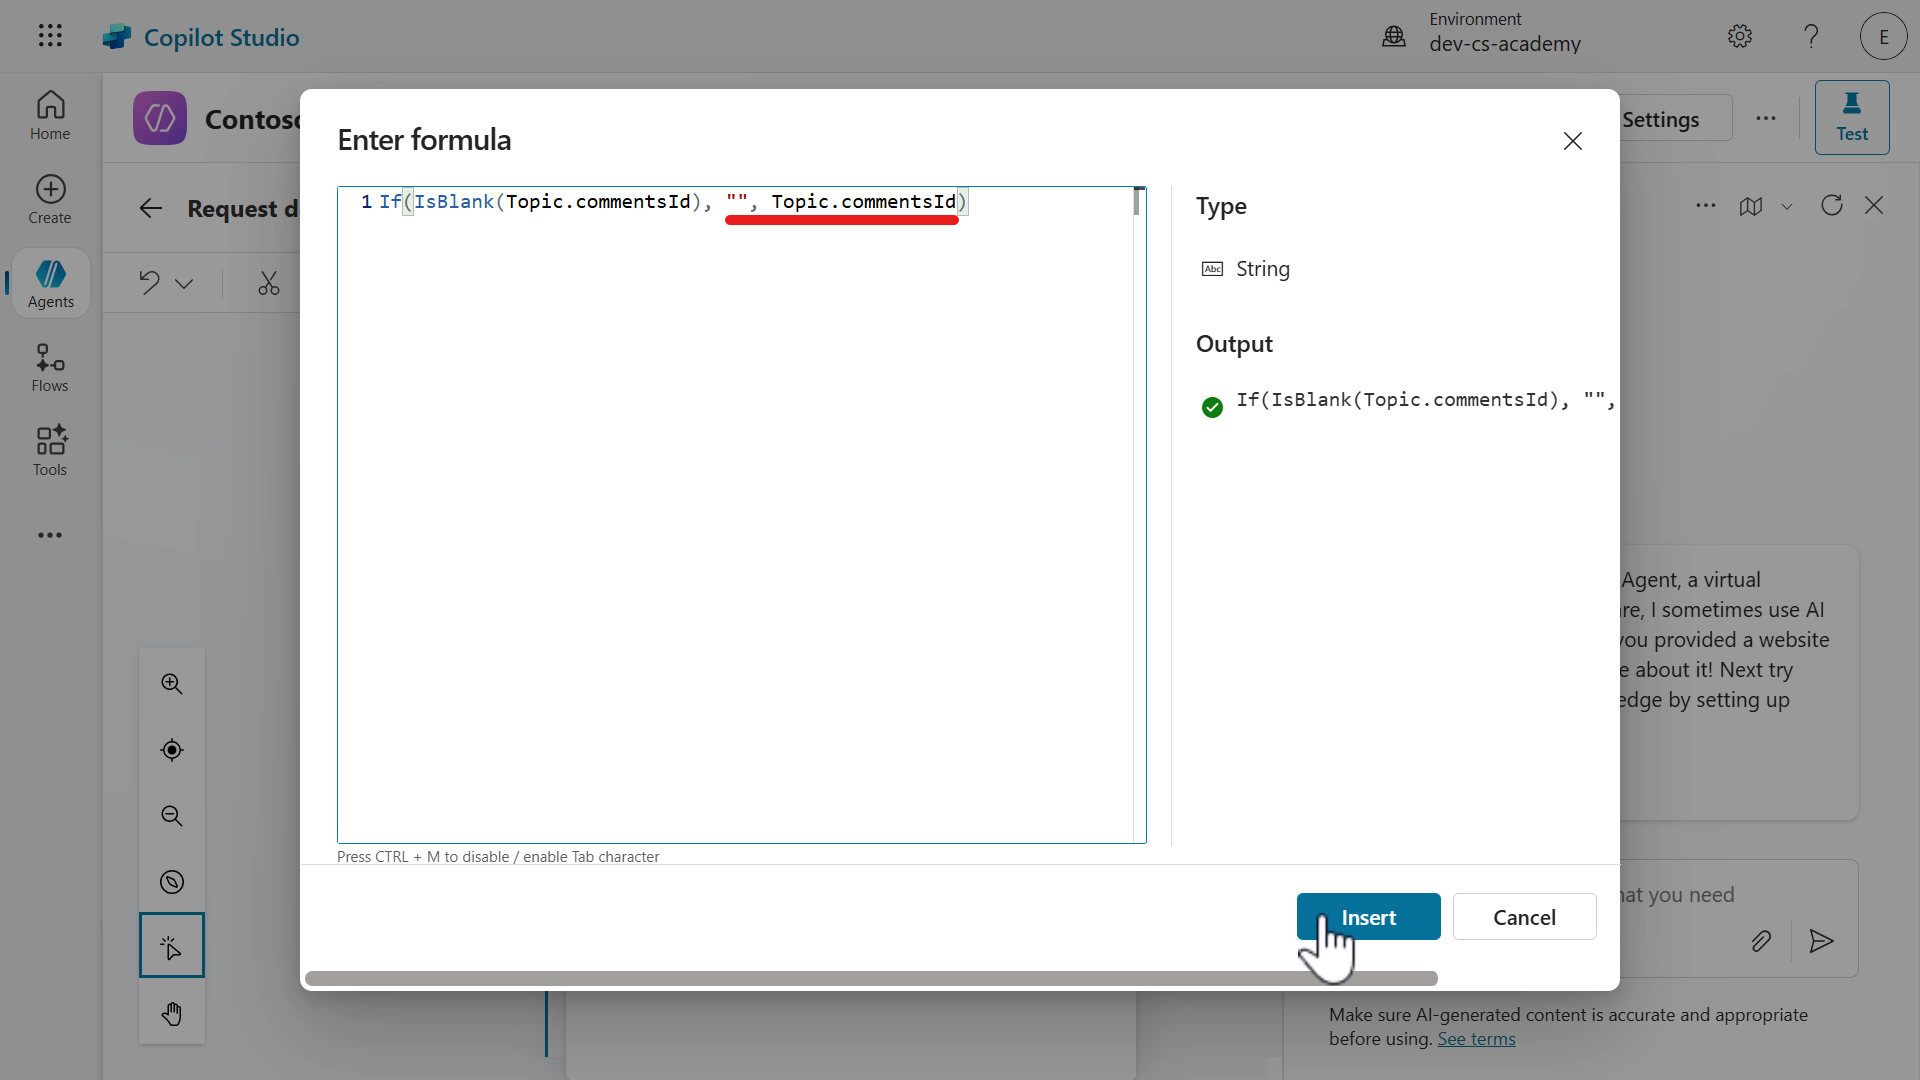 Copilot Studio
Environment
dev-cs-academy
E
Home
Create
Agents
Flows
Tools
Contoso
Settings
Test
Request d
Enter formula
1 If(IsBlank(Topic.commentsId), "", Topic.commentsId)
Press CTRL + M to disable / enable Tab character
Type
Abc String
Output
If(IsBlank(Topic.commentsId), "",
Insert
Cancel
Agent, a virtual
re, I sometimes use AI
you provided a website
e about it! Next try
edge by setting up
at you need
Make sure AI-generated content is accurate and appropriate
before using. See terms